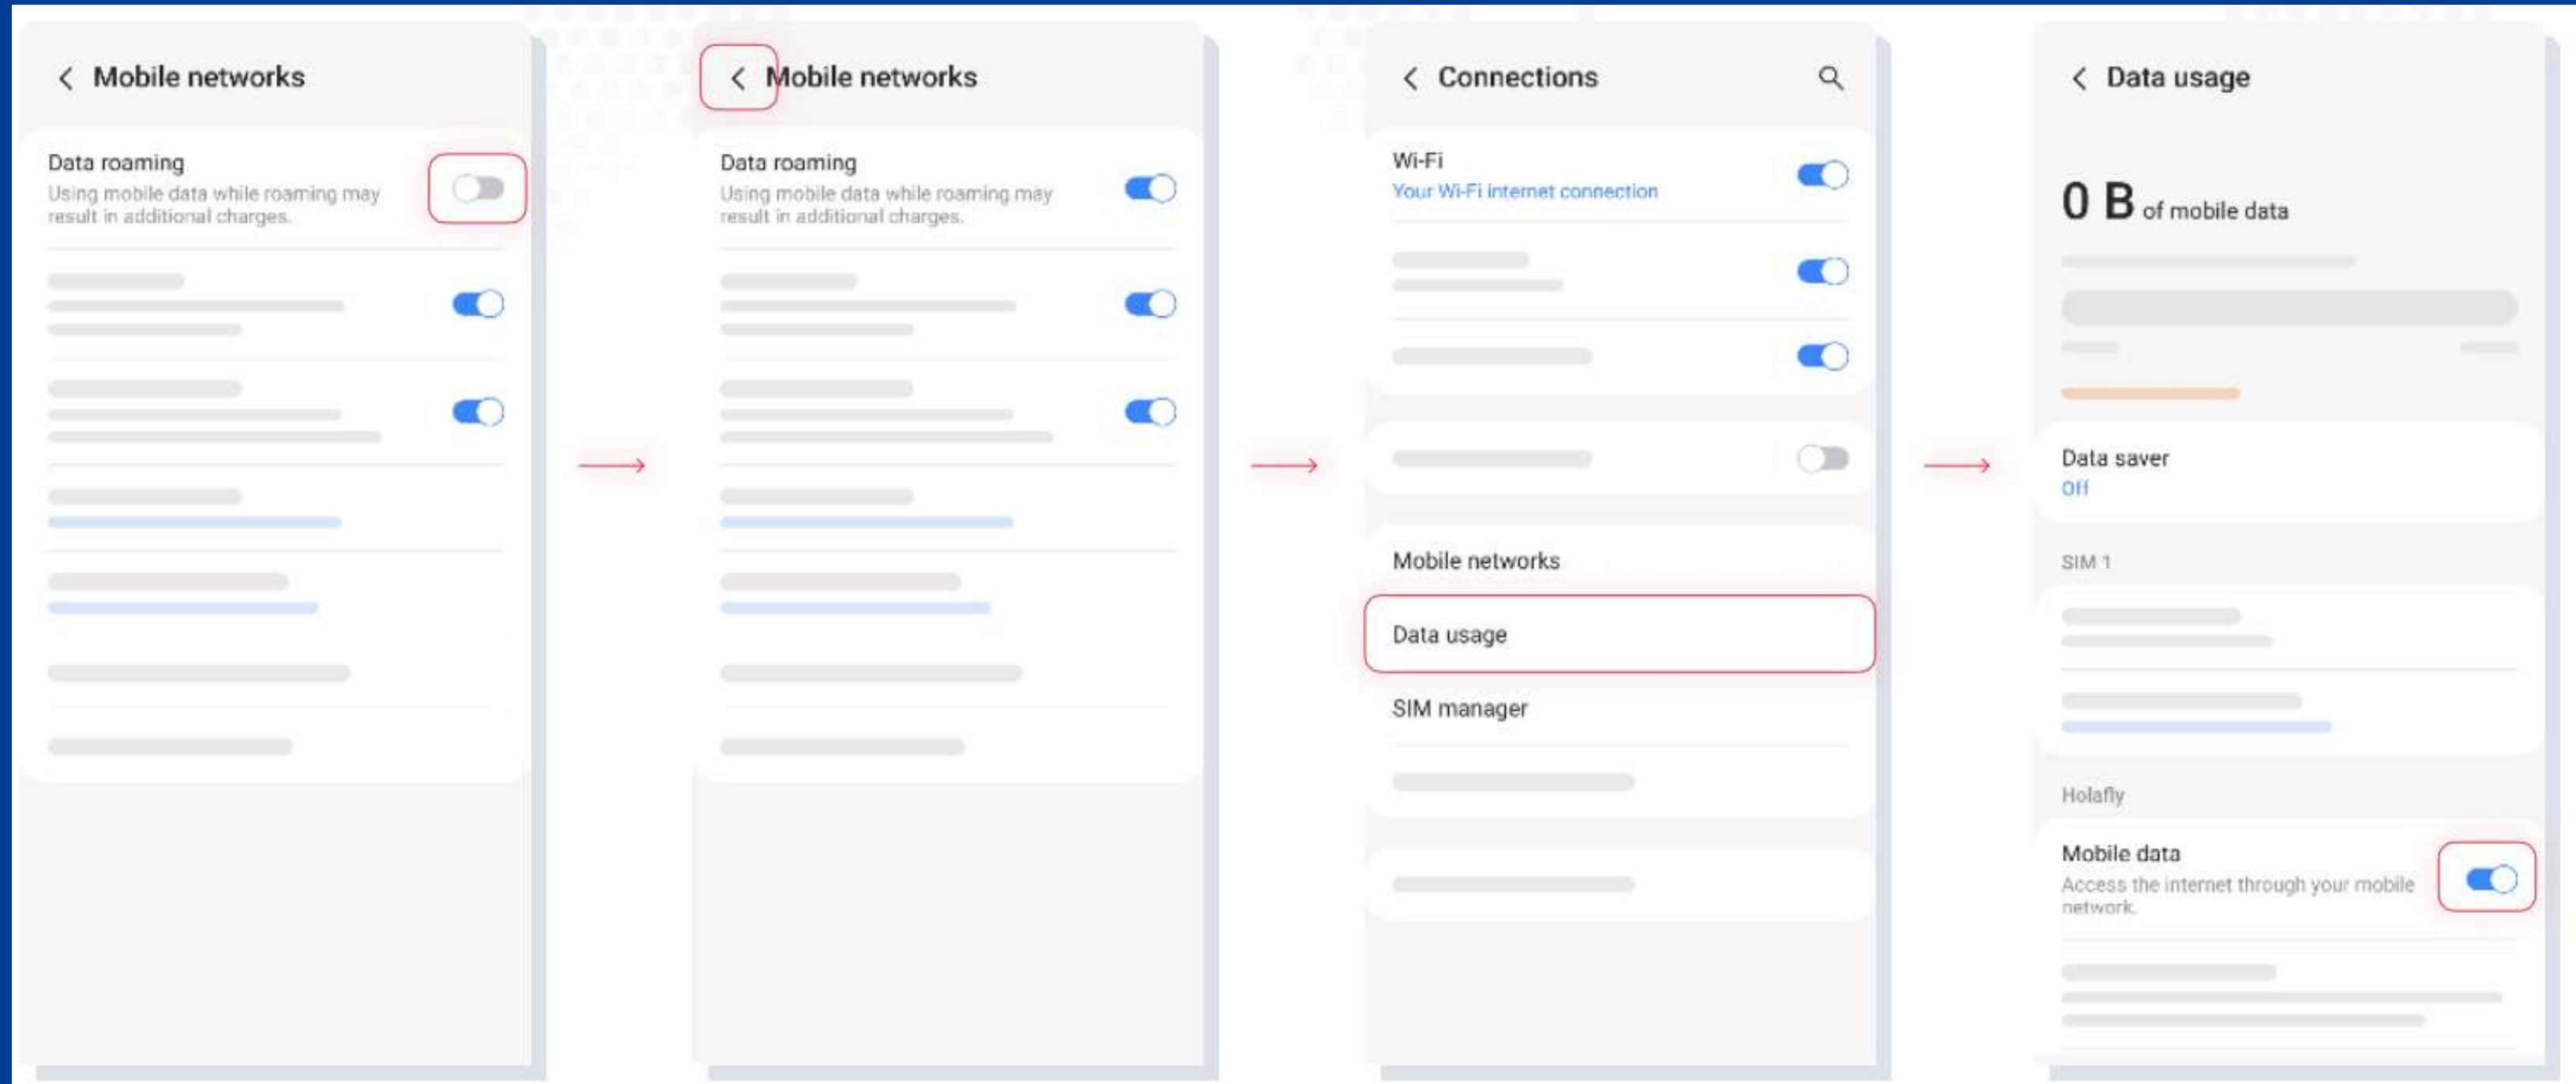 Mobile networks
Data roaming
Using mobile data while roaming may
result in additional charges.
Mobile networks
Data roaming
Using mobile data while roaming may
result in additional charges.
Connections
Wi-Fi
Your Wi-Fi internet connection
Mobile networks
Data usage
SIM manager
Data usage
0 B of mobile data
Data saver
Off
SIM 1
Holafly
Mobile data
Access the internet through your mobile
network.